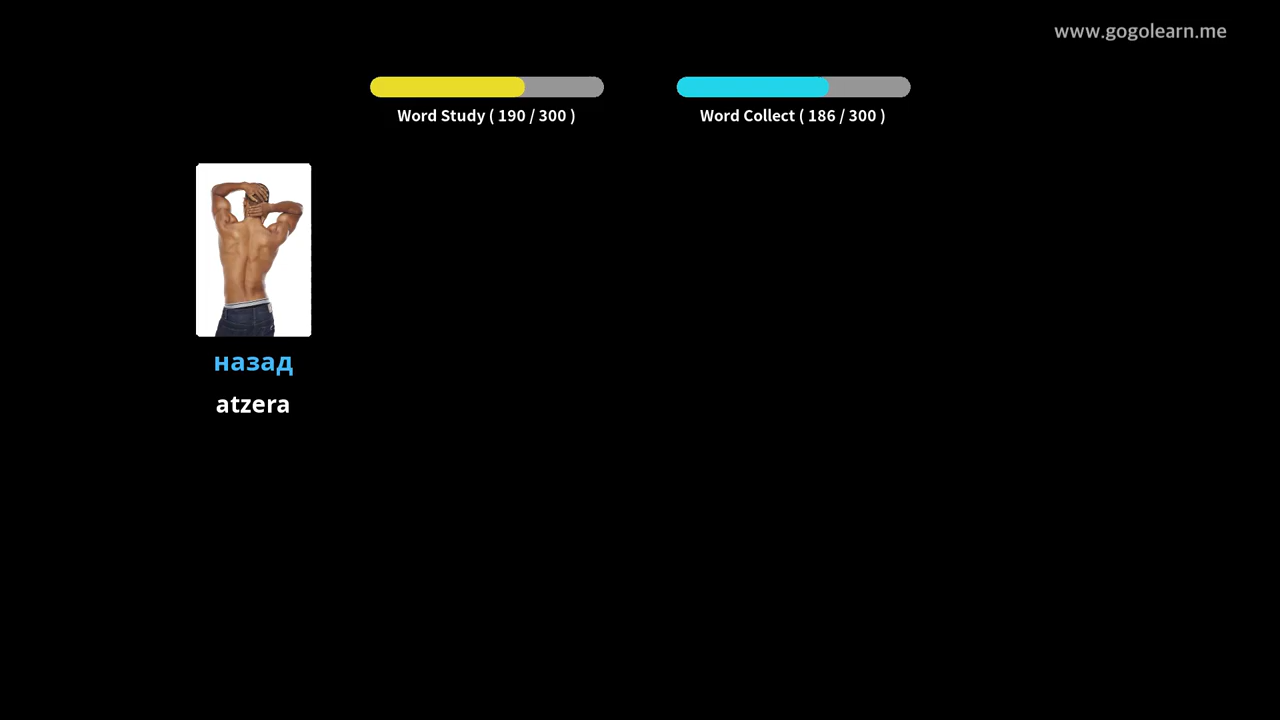 www.gogolearn.me
Word Study ( 190 / 300 )
Word Collect ( 186 / 300 )
назад
atzera